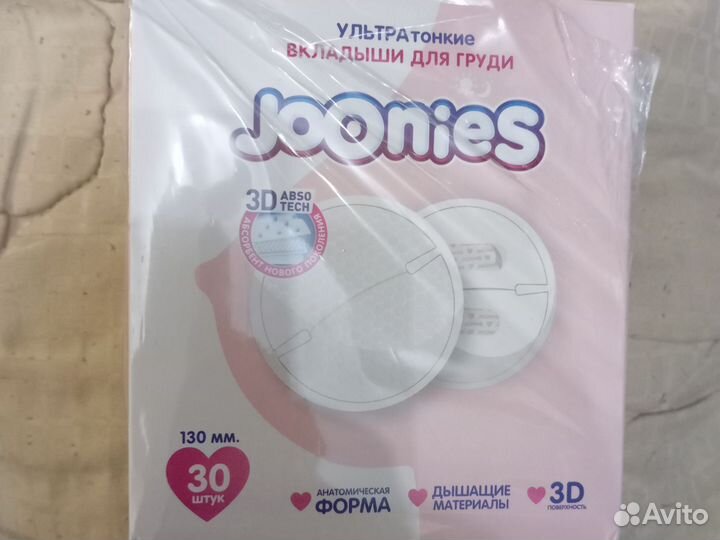 УЛЬТРАтонкие
ВКЛАДЫШИ ДЛЯ ГРУДИ
JOONIES
3D ABSO
TECH
АБСОРБЕНТ НОВОГО ПОКОЛЕНИЯ
130 мм.
30
штук
АНАТОМИЧЕСКАЯ
ФОРМА
ДЫШАЩИЕ
МАТЕРИАЛЫ
3D
ПОВЕРХНОСТЬ
Avito